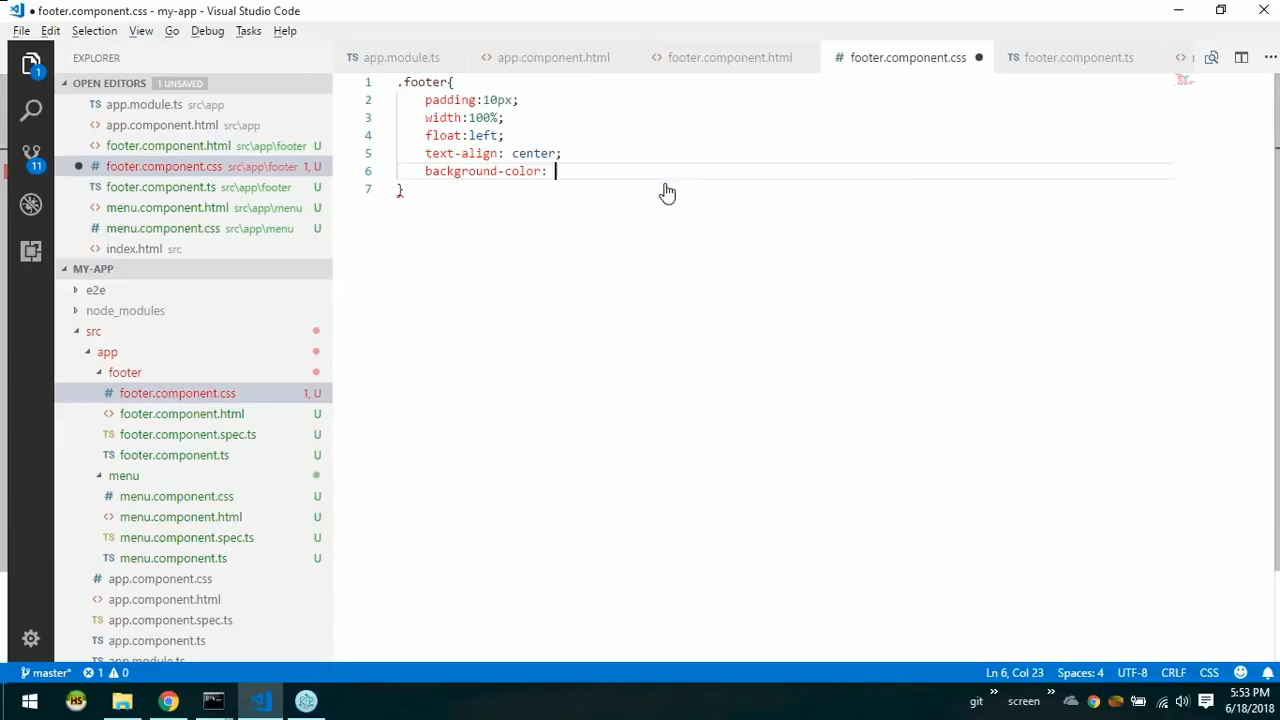 footer.component.css - my-app - Visual Studio Code
File Edit Selection View Go Debug Tasks Help
EXPLORER
app.module.ts
app.component.html
footer.component.html
footer.component.css
footer.component.ts
1
OPEN EDITORS 1 UNSAVED
app.module.ts src\app
app.component.html src\app
footer.component.html src\app\footer U
footer.component.css src\app\footer 1, U
footer.component.ts src\app\footer U
menu.component.html src\app\menu U
menu.component.css src\app\menu U
index.html src
11
MY-APP
e2e
node_modules
src
app
footer
footer.component.css 1, U
footer.component.html U
footer.component.spec.ts U
footer.component.ts U
menu
menu.component.css U
menu.component.html U
menu.component.spec.ts U
menu.component.ts U
app.component.css
app.component.html
app.component.spec.ts
app.component.ts
app.module.ts
1 .footer{
2 padding:10px;
3 width:100%;
4 float:left;
5 text-align: center;
6 background-color:
7 }
master* 1 0
Ln 6, Col 23 Spaces: 4 UTF-8 CRLF CSS
HS
git » screen »
5:53 PM
6/18/2018